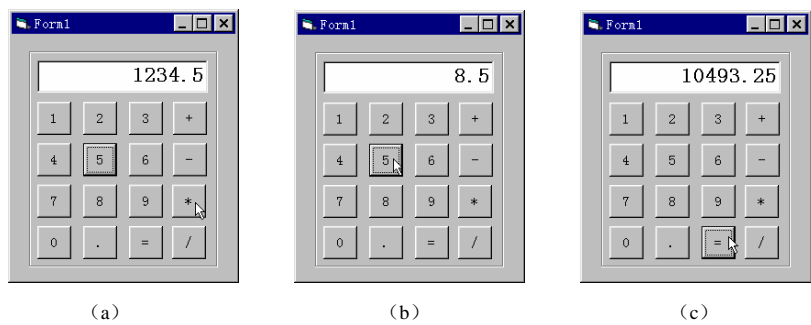 Form1
1234.5
1 2 3 +
4 5 6 -
7 8 9 *
0 . = /
(a)
Form1
8.5
1 2 3 +
4 5 6 -
7 8 9 *
0 . = /
(b)
Form1
10493.25
1 2 3 +
4 5 6 -
7 8 9 *
0 . = /
(c)